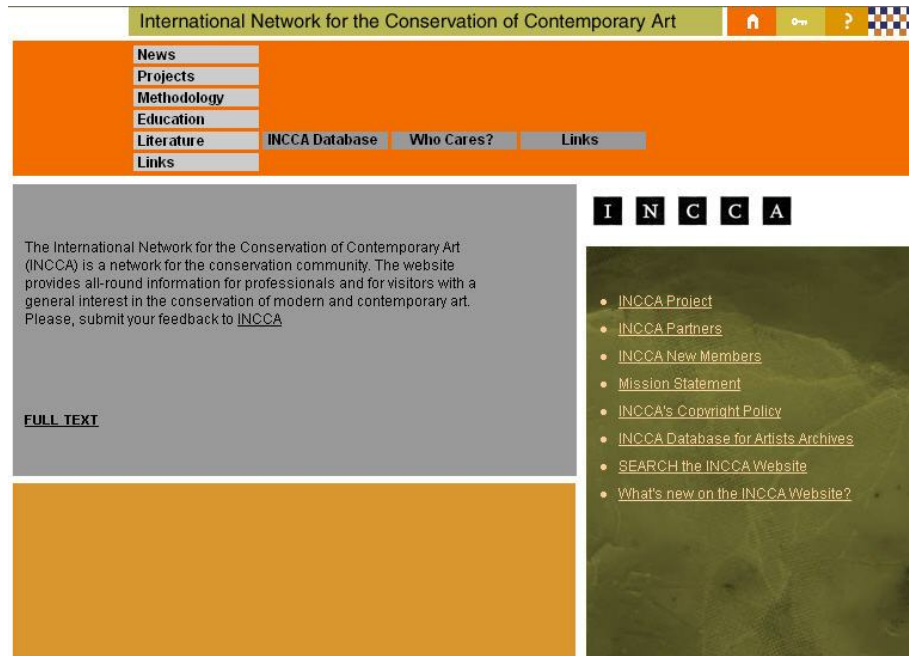 International Network for the Conservation of Contemporary Art
?
News
Projects
Methodology
Education
Literature INCCA Database Who Cares? Links
Links
I N C C A
The International Network for the Conservation of Contemporary Art
(INCCA) is a network for the conservation community. The website
provides all-round information for professionals and for visitors with a
general interest in the conservation of modern and contemporary art.
Please, submit your feedback to INCCA
FULL TEXT
INCCA Project
INCCA Partners
INCCA New Members
Mission Statement
INCCA's Copyright Policy
INCCA Database for Artists Archives
SEARCH the INCCA Website
What's new on the INCCA Website?